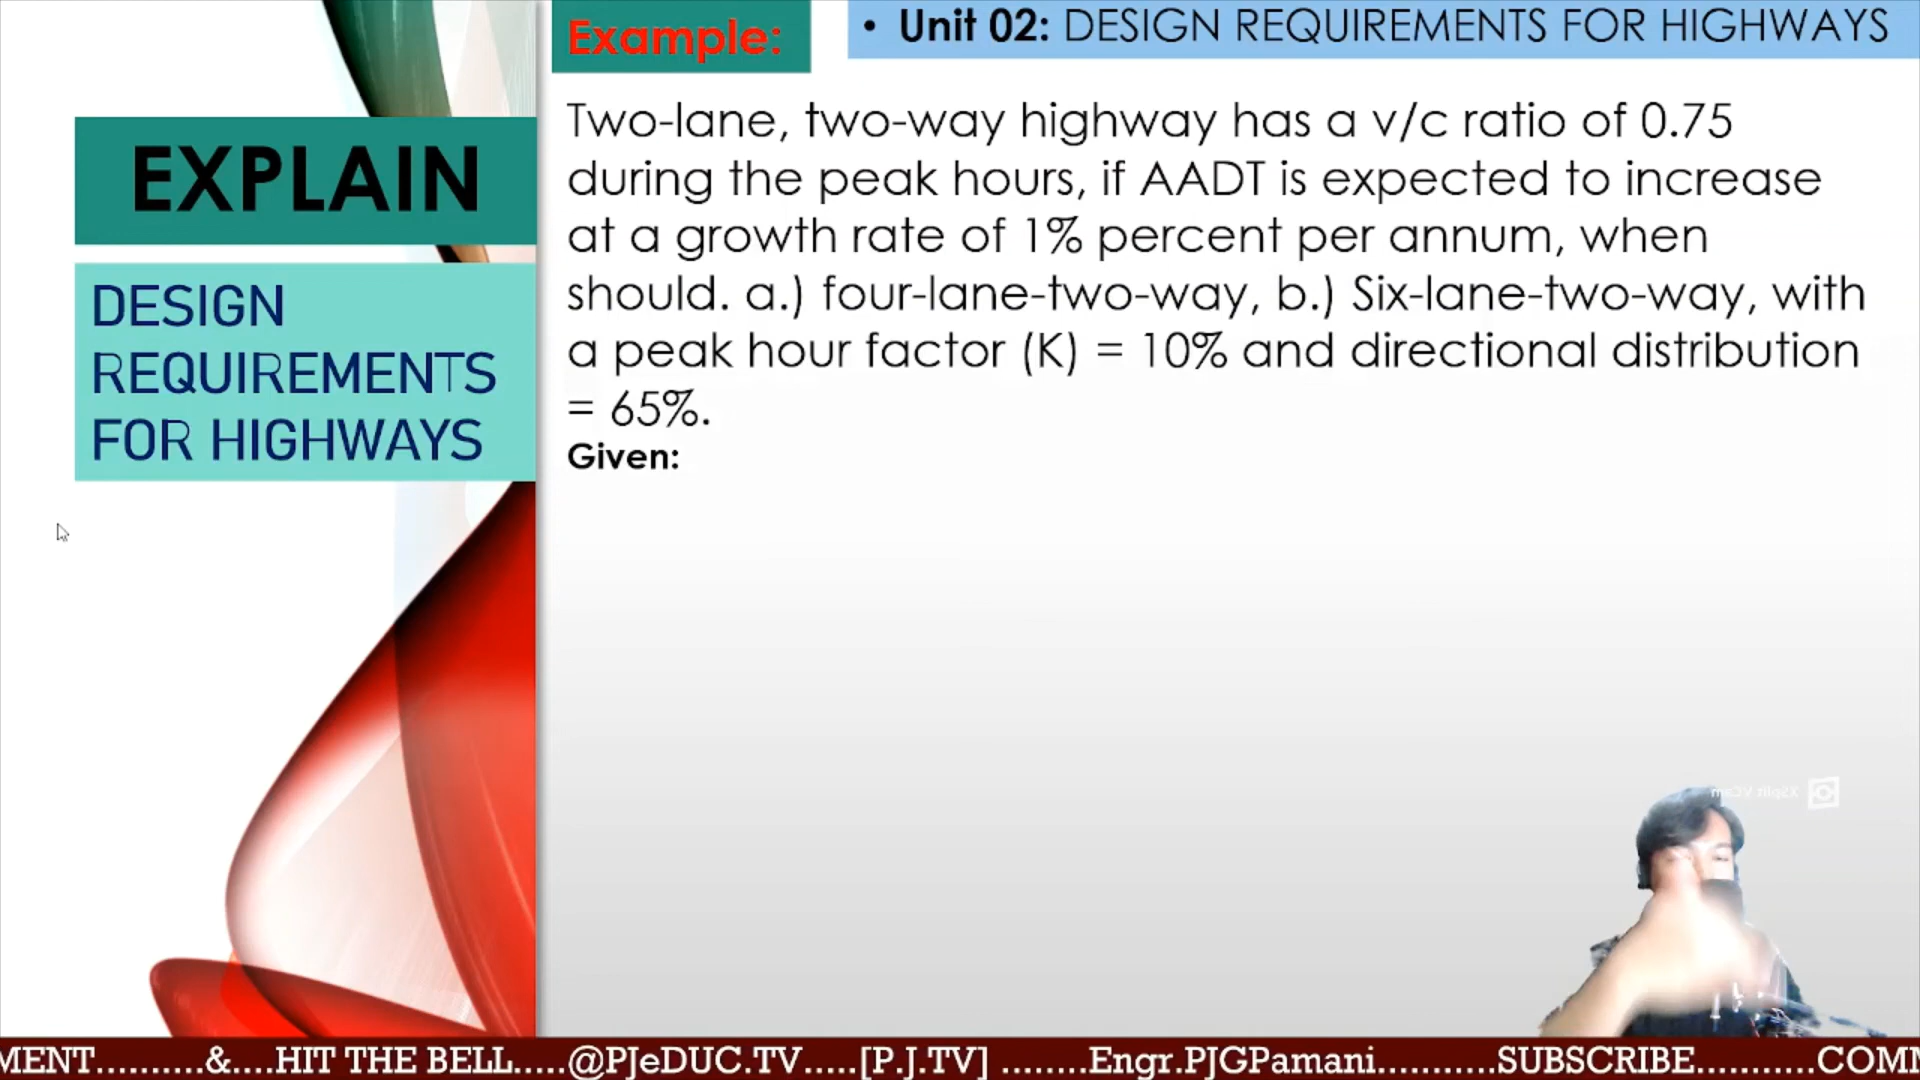 Example:
• Unit 02: DESIGN REQUIREMENTS FOR HIGHWAYS
EXPLAIN
DESIGN
REQUIREMENTS
FOR HIGHWAYS
Two-lane, two-way highway has a v/c ratio of 0.75
during the peak hours, if AADT is expected to increase
at a growth rate of 1% percent per annum, when
should. a.) four-lane-two-way, b.) Six-lane-two-way, with
a peak hour factor (K) = 10% and directional distribution
= 65%.
Given:
XSplit VCam
MENT..........&....HIT THE BELL.....@PJeDUC.TV.....[P.J.TV] ........Engr.PJGPamani...........SUBSCRIBE...........COMM